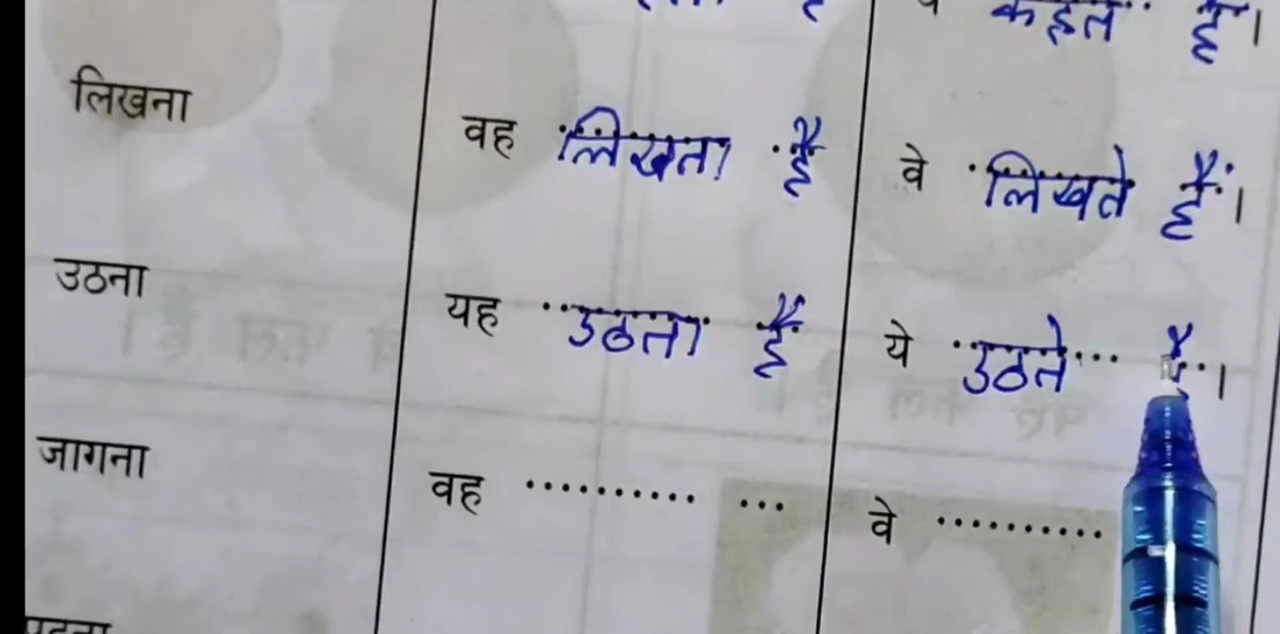 कहते हैं।
लिखना वह लिखता है वे लिखते हैं।
उठना यह उठता है ये उठते है।
जागना वह .......... ... वे ..........